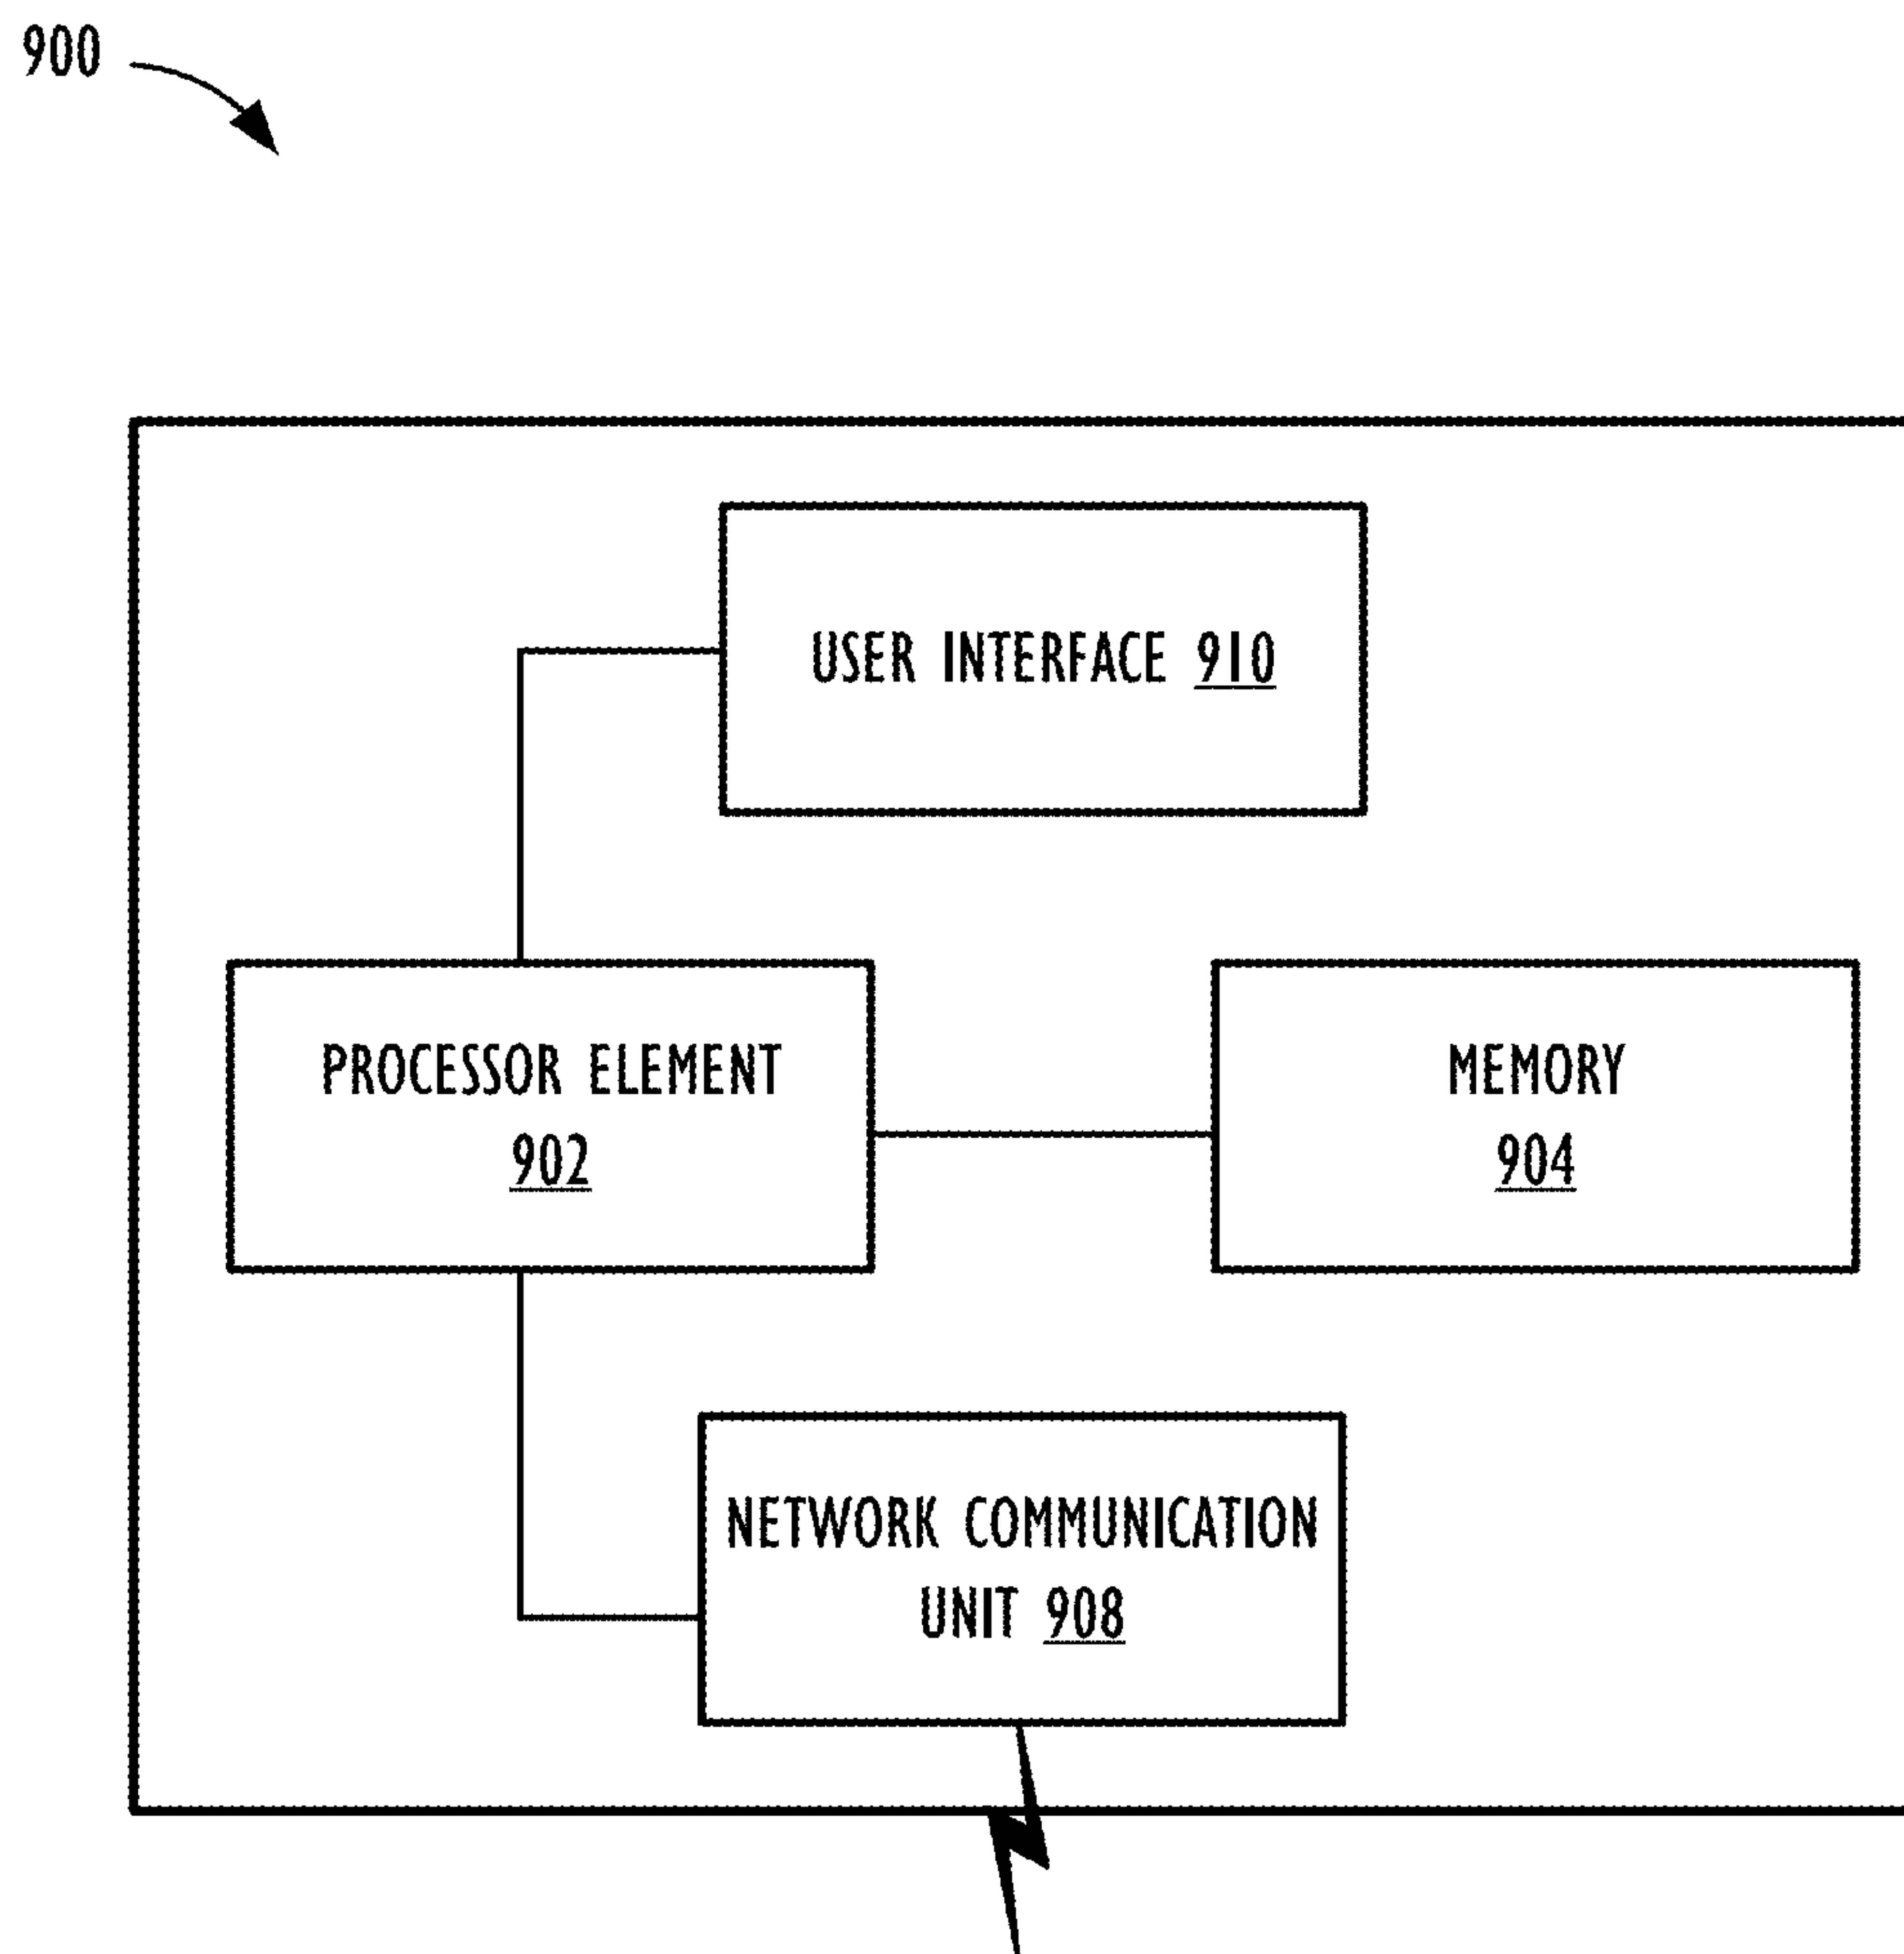 900
USER INTERFACE 910
PROCESSOR ELEMENT
902
MEMORY
904
NETWORK COMMUNICATION
UNIT 908